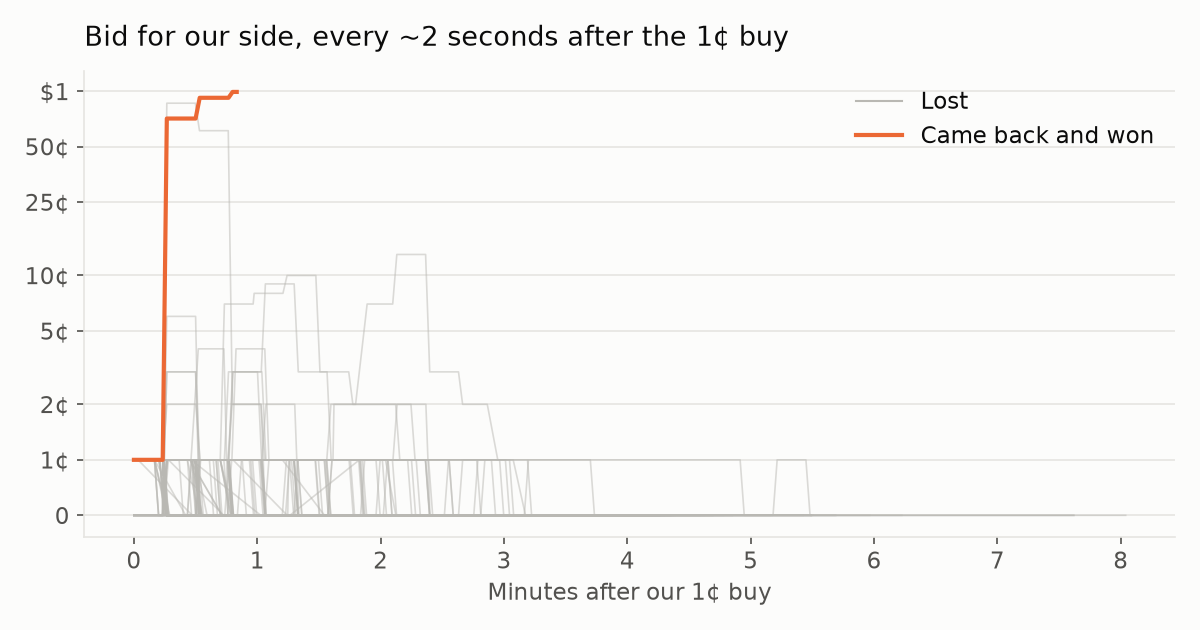 Bid for our side, every ~2 seconds after the 1¢ buy
$1
50¢
25¢
10¢
5¢
2¢
1¢
0
Lost
Came back and won
0 1 2 3 4 5 6 7 8
Minutes after our 1¢ buy